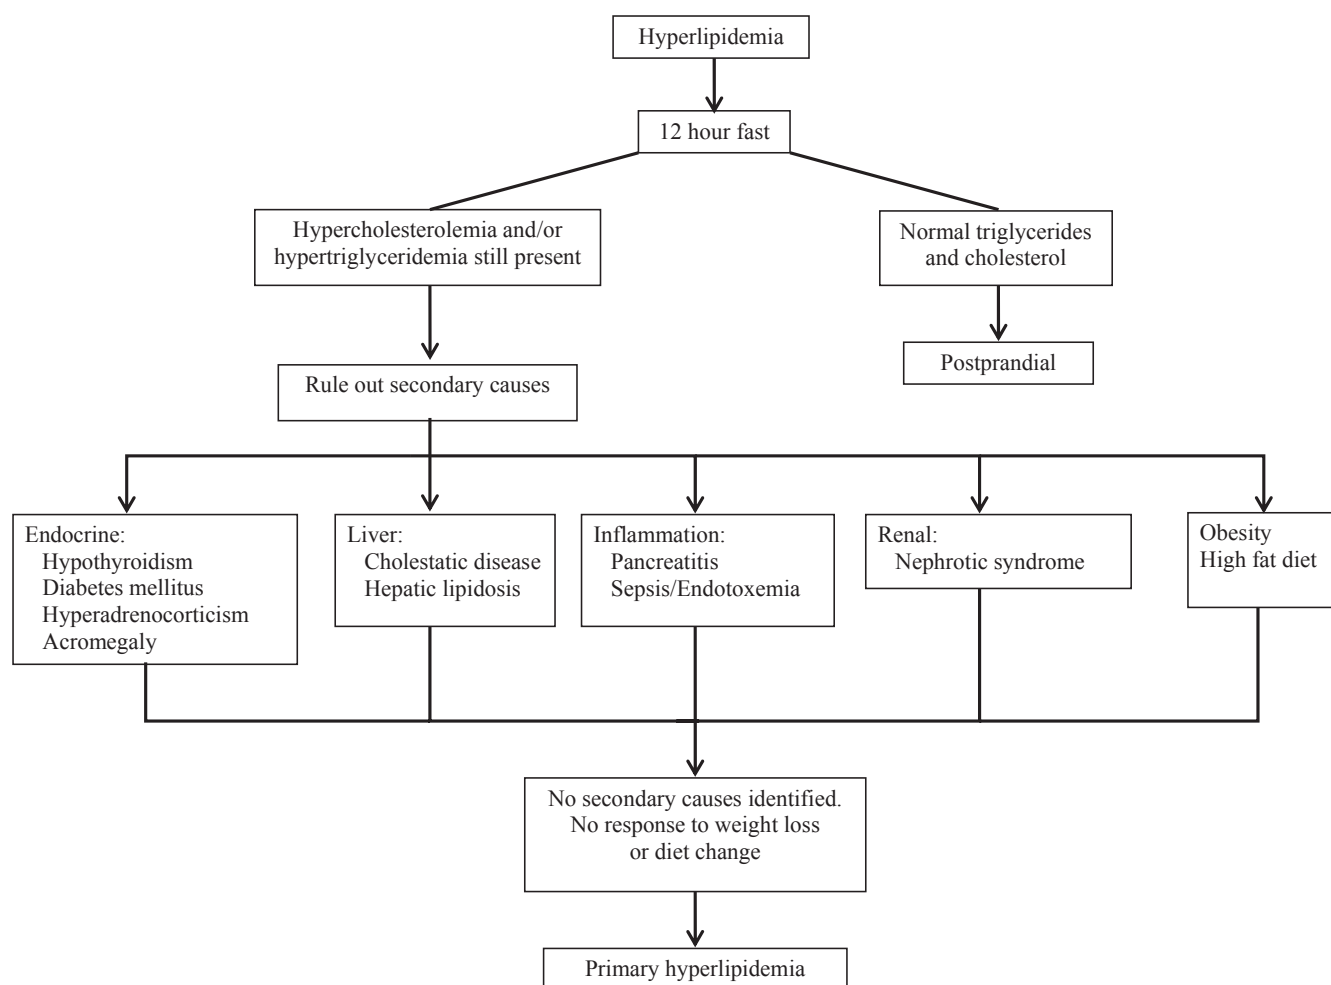 Hyperlipidemia
12 hour fast
Hypercholesterolemia and/or
hypertriglyceridemia still present
Normal triglycerides
and cholesterol
Postprandial
Rule out secondary causes
Endocrine:
Hypothyroidism
Diabetes mellitus
Hyperadrenocorticism
Acromegaly
Liver:
Cholestatic disease
Hepatic lipidosis
Inflammation:
Pancreatitis
Sepsis/Endotoxemia
Renal:
Nephrotic syndrome
Obesity
High fat diet
No secondary causes identified.
No response to weight loss
or diet change
Primary hyperlipidemia